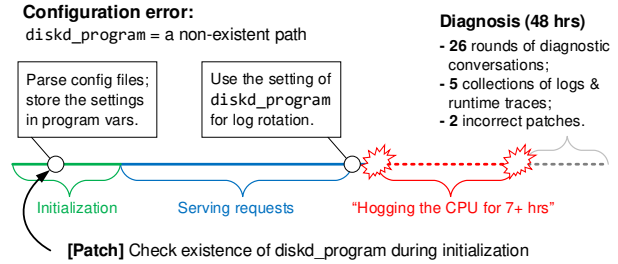 Configuration error:
diskd_program = a non-existent path
Diagnosis (48 hrs)
- 26 rounds of diagnostic
conversations;
- 5 collections of logs &
runtime traces;
- 2 incorrect patches.
Parse config files;
store the settings
in program vars.
Use the setting of
diskd_program
for log rotation.
Initialization
Serving requests
“Hogging the CPU for 7+ hrs”
[Patch] Check existence of diskd_program during initialization